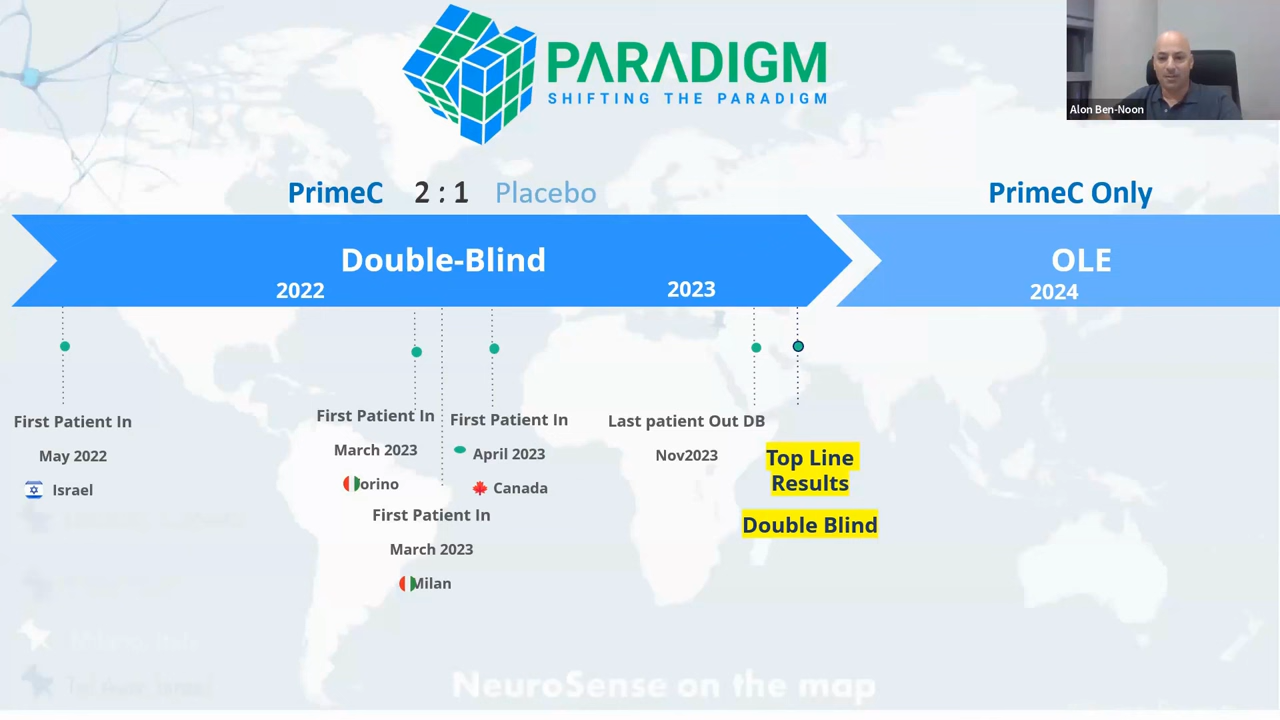 PARADIGM
SHIFTING THE PARADIGM
Alon Ben-Noon
PrimeC 2 : 1 Placebo
PrimeC Only
Double-Blind
2022
2023
OLE
2024
First Patient In
May 2022
Israel
First Patient In
March 2023
orino
First Patient In
March 2023
Milan
First Patient In
April 2023
Canada
Last patient Out DB
Nov2023
Top Line
Results
Double Blind
NeuroSense on the map